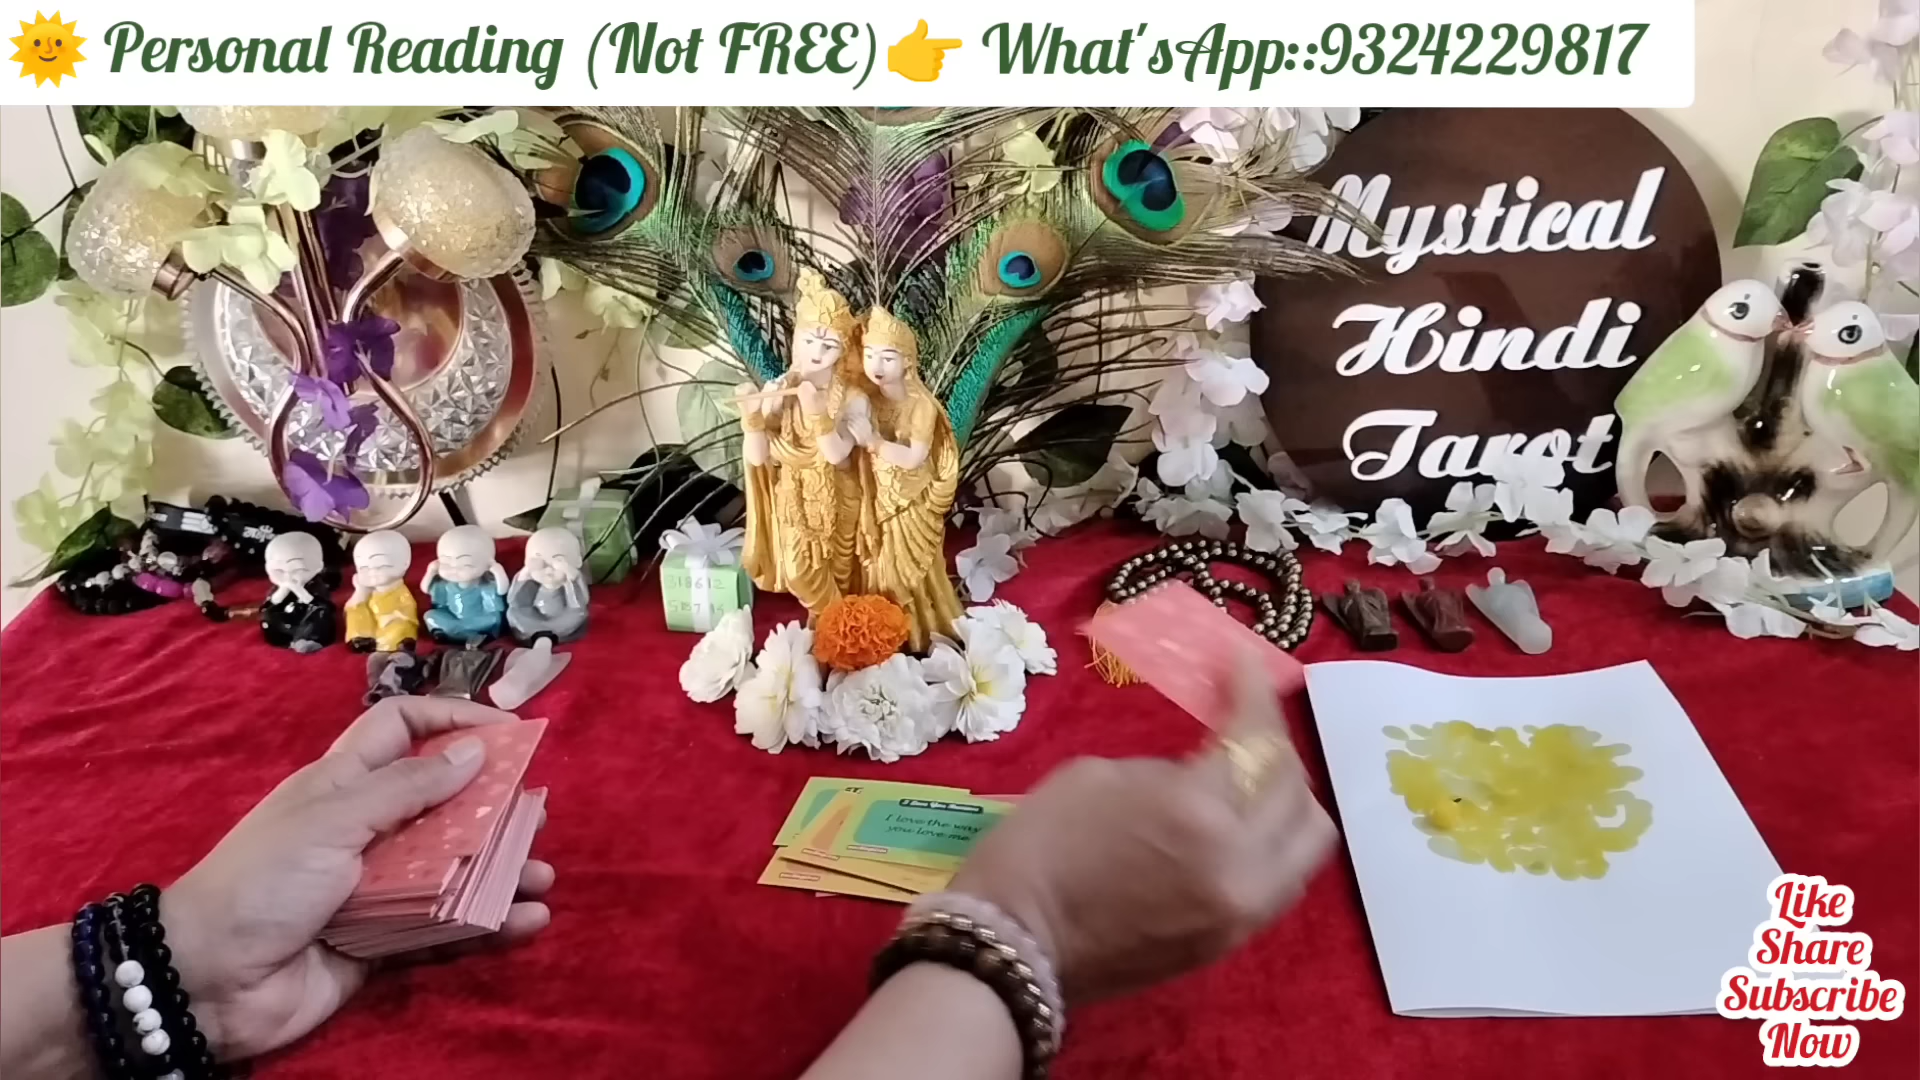 Personal Reading (Not FREE) What'sApp::9324229817
Mystical
Hindi
Tarot
318612
I love the way
you love me
Like
Share
Subscribe
Now